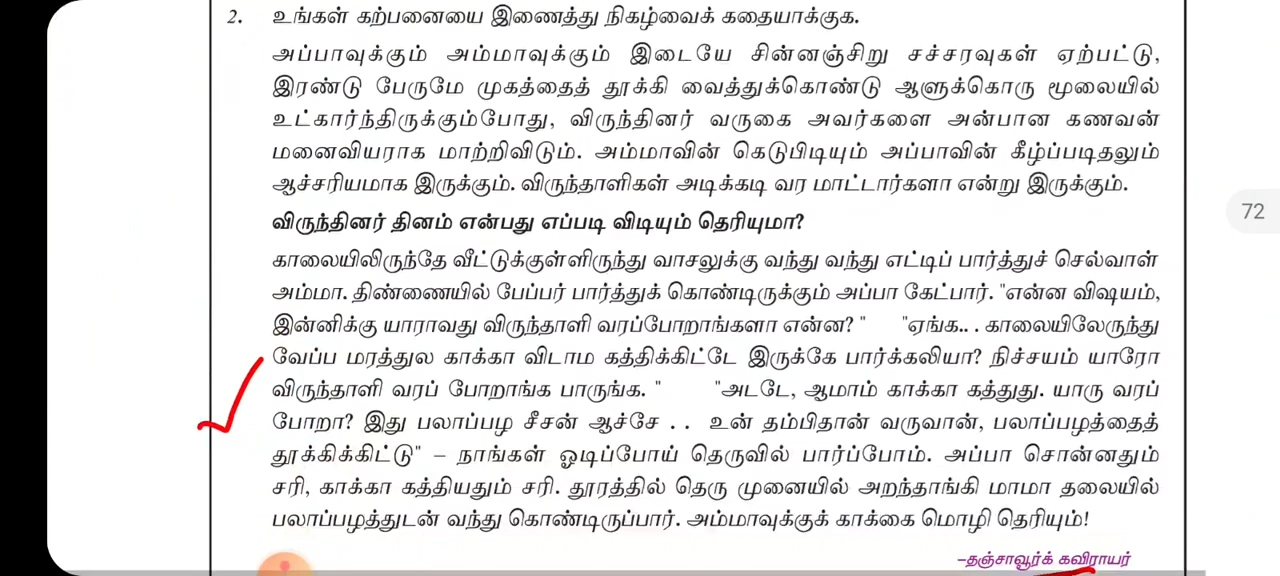 2. உங்கள் கற்பனையை இணைத்து நிகழ்வைக் கதையாக்குக.
அப்பாவுக்கும் அம்மாவுக்கும் இடையே சின்னஞ்சிறு சச்சரவுகள் ஏற்பட்டு,
இரண்டு பேருமே முகத்தைத் தூக்கி வைத்துக்கொண்டு ஆளுக்கொரு மூலையில்
உட்கார்ந்திருக்கும்போது, விருந்தினர் வருகை அவர்களை அன்பான கணவன்
மனைவியராக மாற்றிவிடும். அம்மாவின் கெடுபிடியும் அப்பாவின் கீழ்ப்படிதலும்
ஆச்சரியமாக இருக்கும். விருந்தாளிகள் அடிக்கடி வர மாட்டார்களா என்று இருக்கும்.
விருந்தினர் தினம் என்பது எப்படி விடியும் தெரியுமா?
காலையிலிருந்தே வீட்டுக்குள்ளிருந்து வாசலுக்கு வந்து வந்து எட்டிப் பார்த்துச் செல்வாள்
அம்மா. திண்ணையில் பேப்பர் பார்த்துக் கொண்டிருக்கும் அப்பா கேட்பார். "என்ன விஷயம்,
இன்னிக்கு யாராவது விருந்தாளி வரப்போறாங்களா என்ன? " "ஏங்க.. . காலையிலேருந்து
வேப்ப மரத்துல காக்கா விடாம கத்திக்கிட்டே இருக்கே பார்க்கலியா? நிச்சயம் யாரோ
விருந்தாளி வரப் போறாங்க பாருங்க. " "அடடே, ஆமாம் காக்கா கத்துது. யாரு வரப்
போறா? இது பலாப்பழ சீசன் ஆச்சே . . உன் தம்பிதான் வருவான், பலாப்பழத்தைத்
தூக்கிக்கிட்டு" – நாங்கள் ஓடிப்போய் தெருவில் பார்ப்போம். அப்பா சொன்னதும்
சரி, காக்கா கத்தியதும் சரி. தூரத்தில் தெரு முனையில் அறந்தாங்கி மாமா தலையில்
பலாப்பழத்துடன் வந்து கொண்டிருப்பார். அம்மாவுக்குக் காக்கை மொழி தெரியும்!
–தஞ்சாவூர்க் கவிராயர்
72